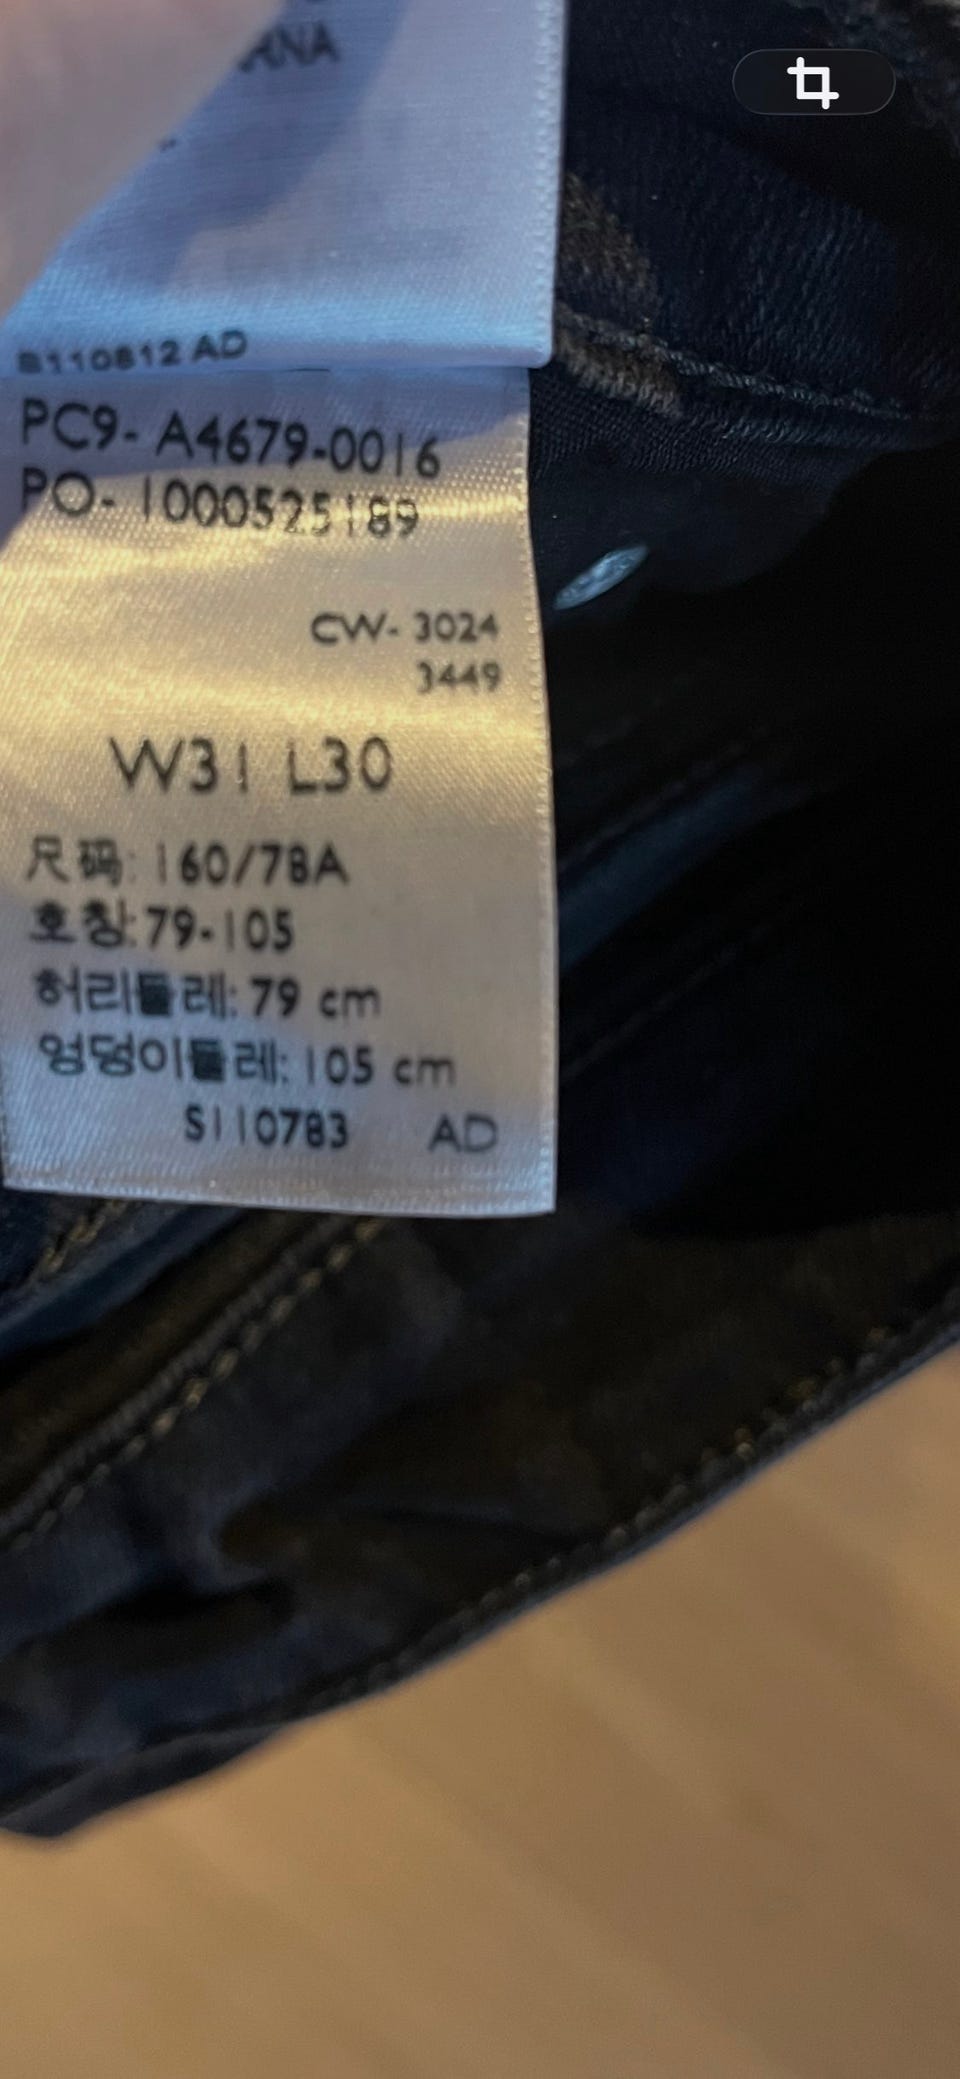 B110812 AD
PC9- A4679-0016
PO- 1000525189
CW- 3024
3449
W31 L30
尺码: 160/78A
호칭: 79-105
허리둘레: 79 cm
엉덩이둘레: 105 cm
S110783 AD